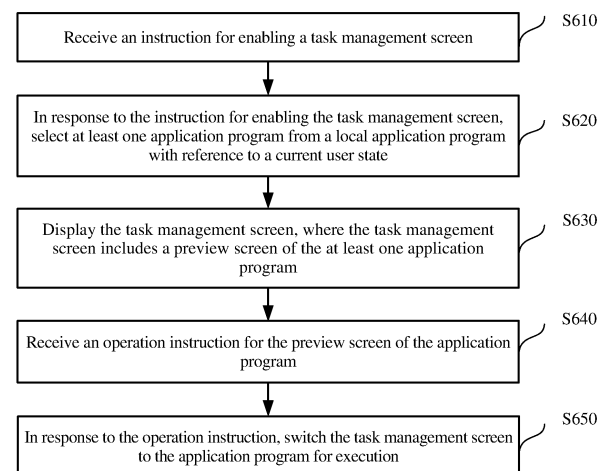 Receive an instruction for enabling a task management screen
S610
In response to the instruction for enabling the task management screen,
select at least one application program from a local application program
with reference to a current user state
S620
Display the task management screen, where the task management
screen includes a preview screen of the at least one application
program
S630
Receive an operation instruction for the preview screen of the application
program
S640
In response to the operation instruction, switch the task management screen
to the application program for execution
S650